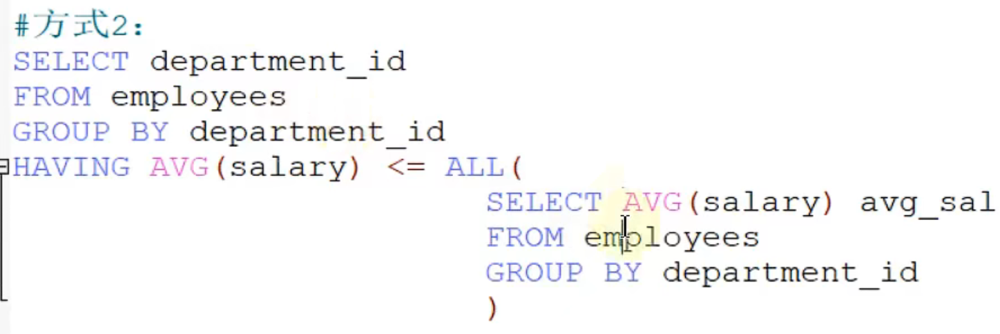 #方式2：
SELECT department_id
FROM employees
GROUP BY department_id
HAVING AVG(salary) <= ALL(
SELECT AVG(salary) avg_sal
FROM employees
GROUP BY department_id
)